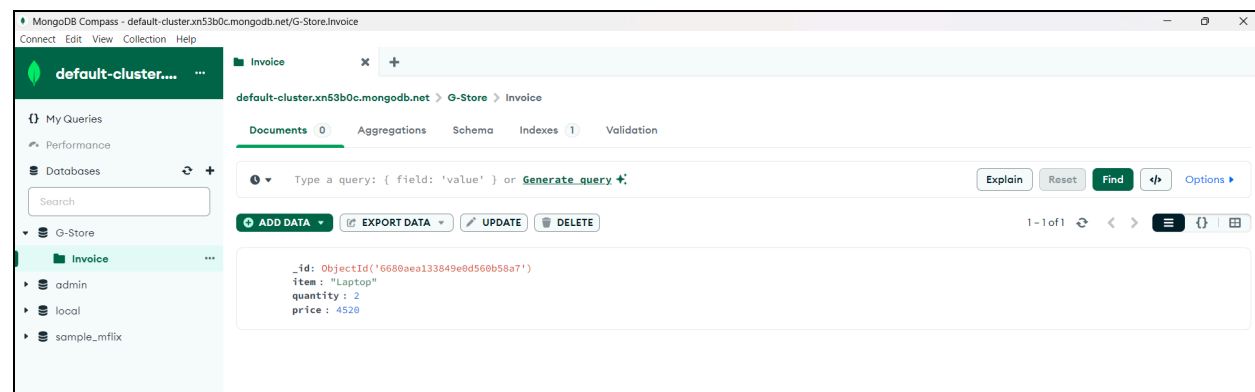 MongoDB Compass - default-cluster.xn53b0c.mongodb.net/G-Store.Invoice
Connect Edit View Collection Help
default-cluster.... ...
{} My Queries
Performance
Databases
Search
G-Store
Invoice ...
admin
local
sample_mflix
Invoice
default-cluster.xn53b0c.mongodb.net > G-Store > Invoice
Documents 0 Aggregations Schema Indexes 1 Validation
Type a query: { field: 'value' } or Generate query
Explain Reset Find </> Options
ADD DATA EXPORT DATA UPDATE DELETE 1 – 1 of 1 {}
_id: ObjectId('6680aea133849e0d560b58a7')
item : "Laptop"
quantity : 2
price : 4520